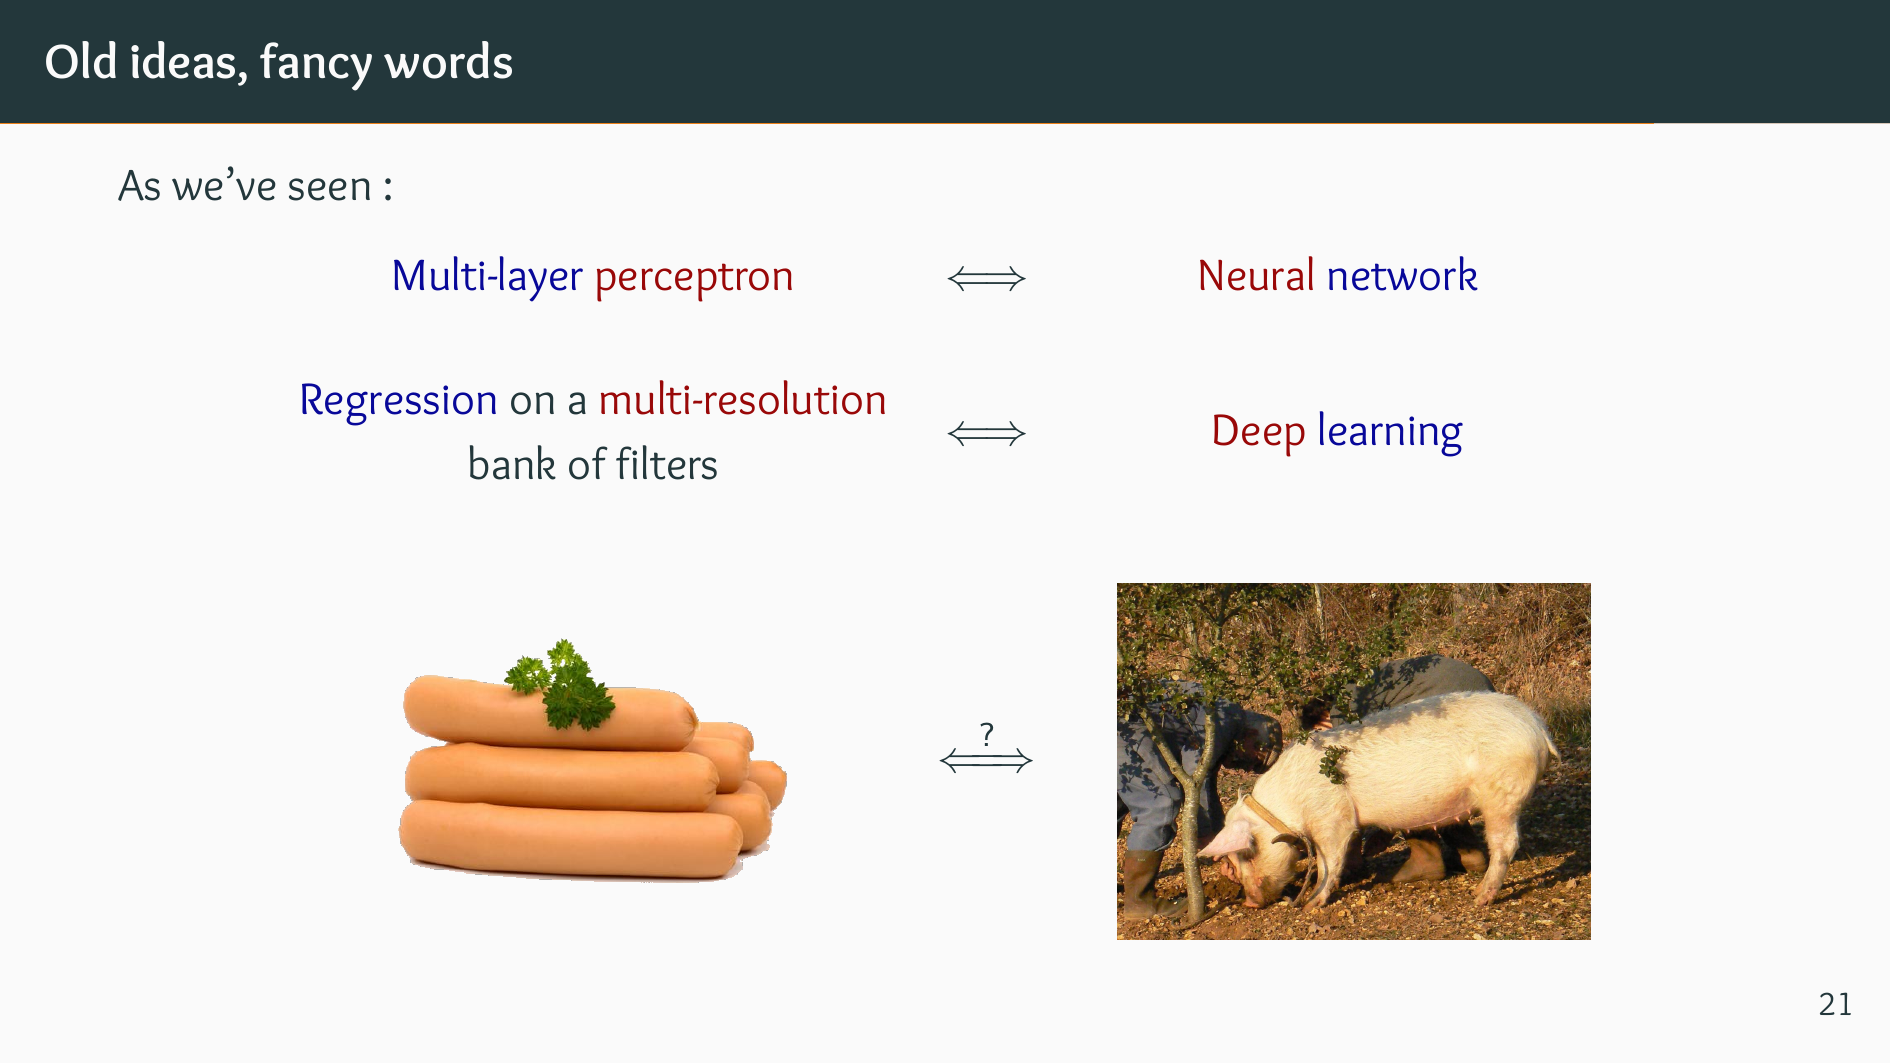 Old ideas, fancy words
As we’ve seen :
Multi-layer perceptron ⟺ Neural network
Regression on a multi-resolution
bank of filters ⟺ Deep learning
?
⟺
21